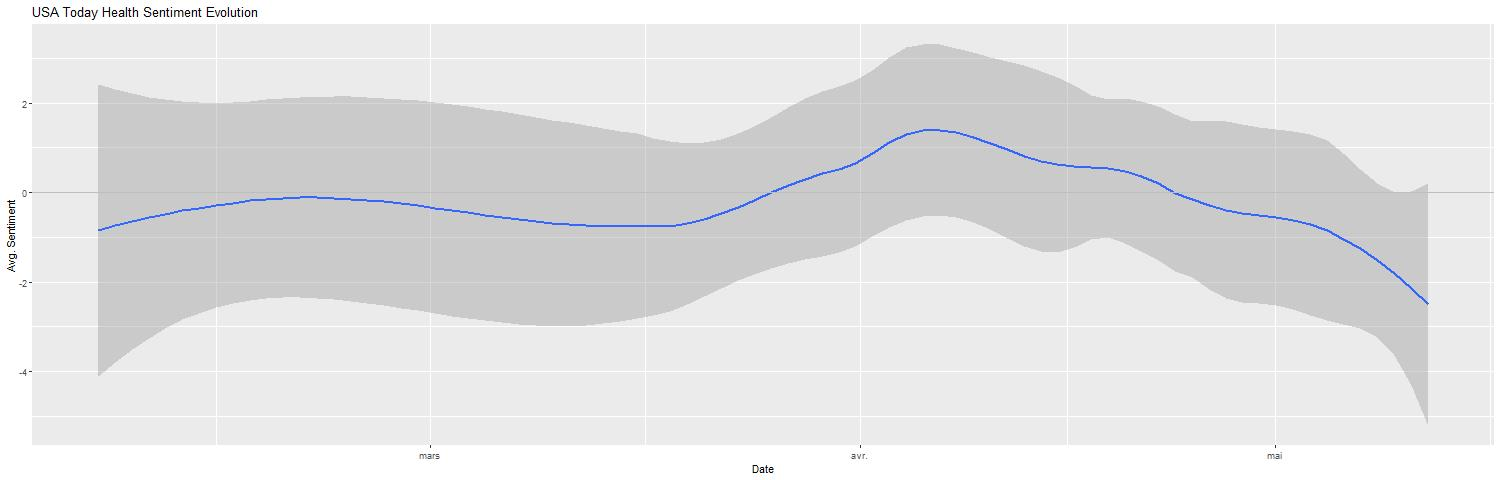 USA Today Health Sentiment Evolution
Avg. Sentiment
2
0
-2
-4
mars
avr.
mai
Date